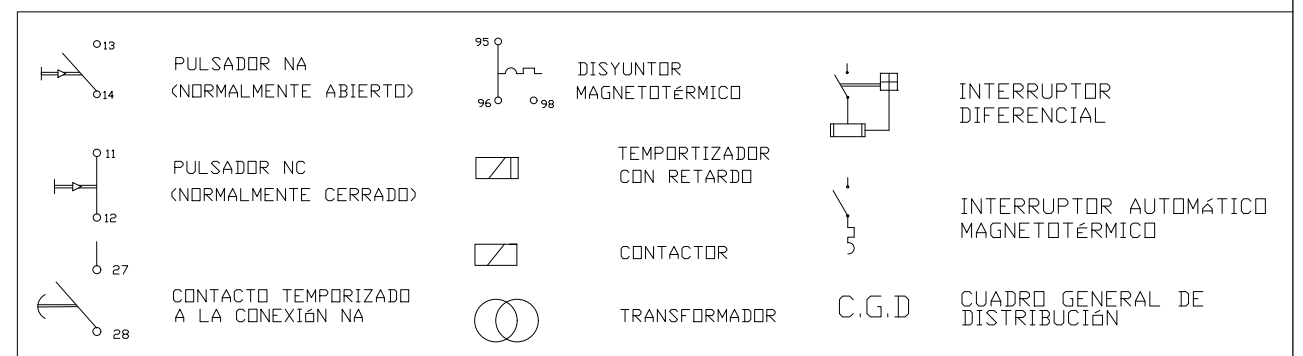 13
14
PULSADOR NA
(NORMALMENTE ABIERTO)
11
12
PULSADOR NC
(NORMALMENTE CERRADO)
27
28
CONTACTO TEMPORIZADO
A LA CONEXIóN NA
95
96
98
DISYUNTOR
MAGNETOTéRMICO
TEMPORTIZADOR
CON RETARDO
CONTACTOR
TRANSFORMADOR
INTERRUPTOR
DIFERENCIAL
INTERRUPTOR AUTOMáTICO
MAGNETOTéRMICO
C.G.D
CUADRO GENERAL DE
DISTRIBUCIóN